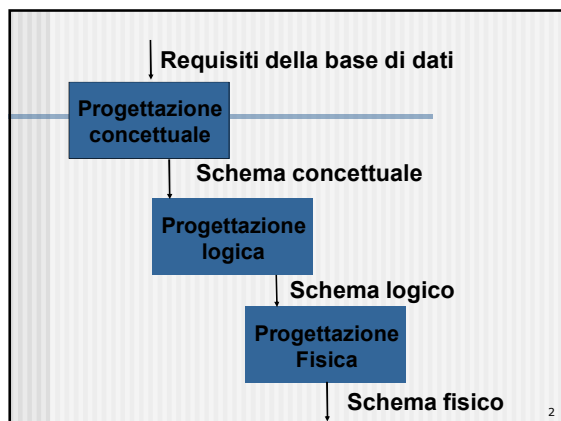 Requisiti della base di dati
Progettazione
concettuale
Schema concettuale
Progettazione
logica
Schema logico
Progettazione
Fisica
Schema fisico
2